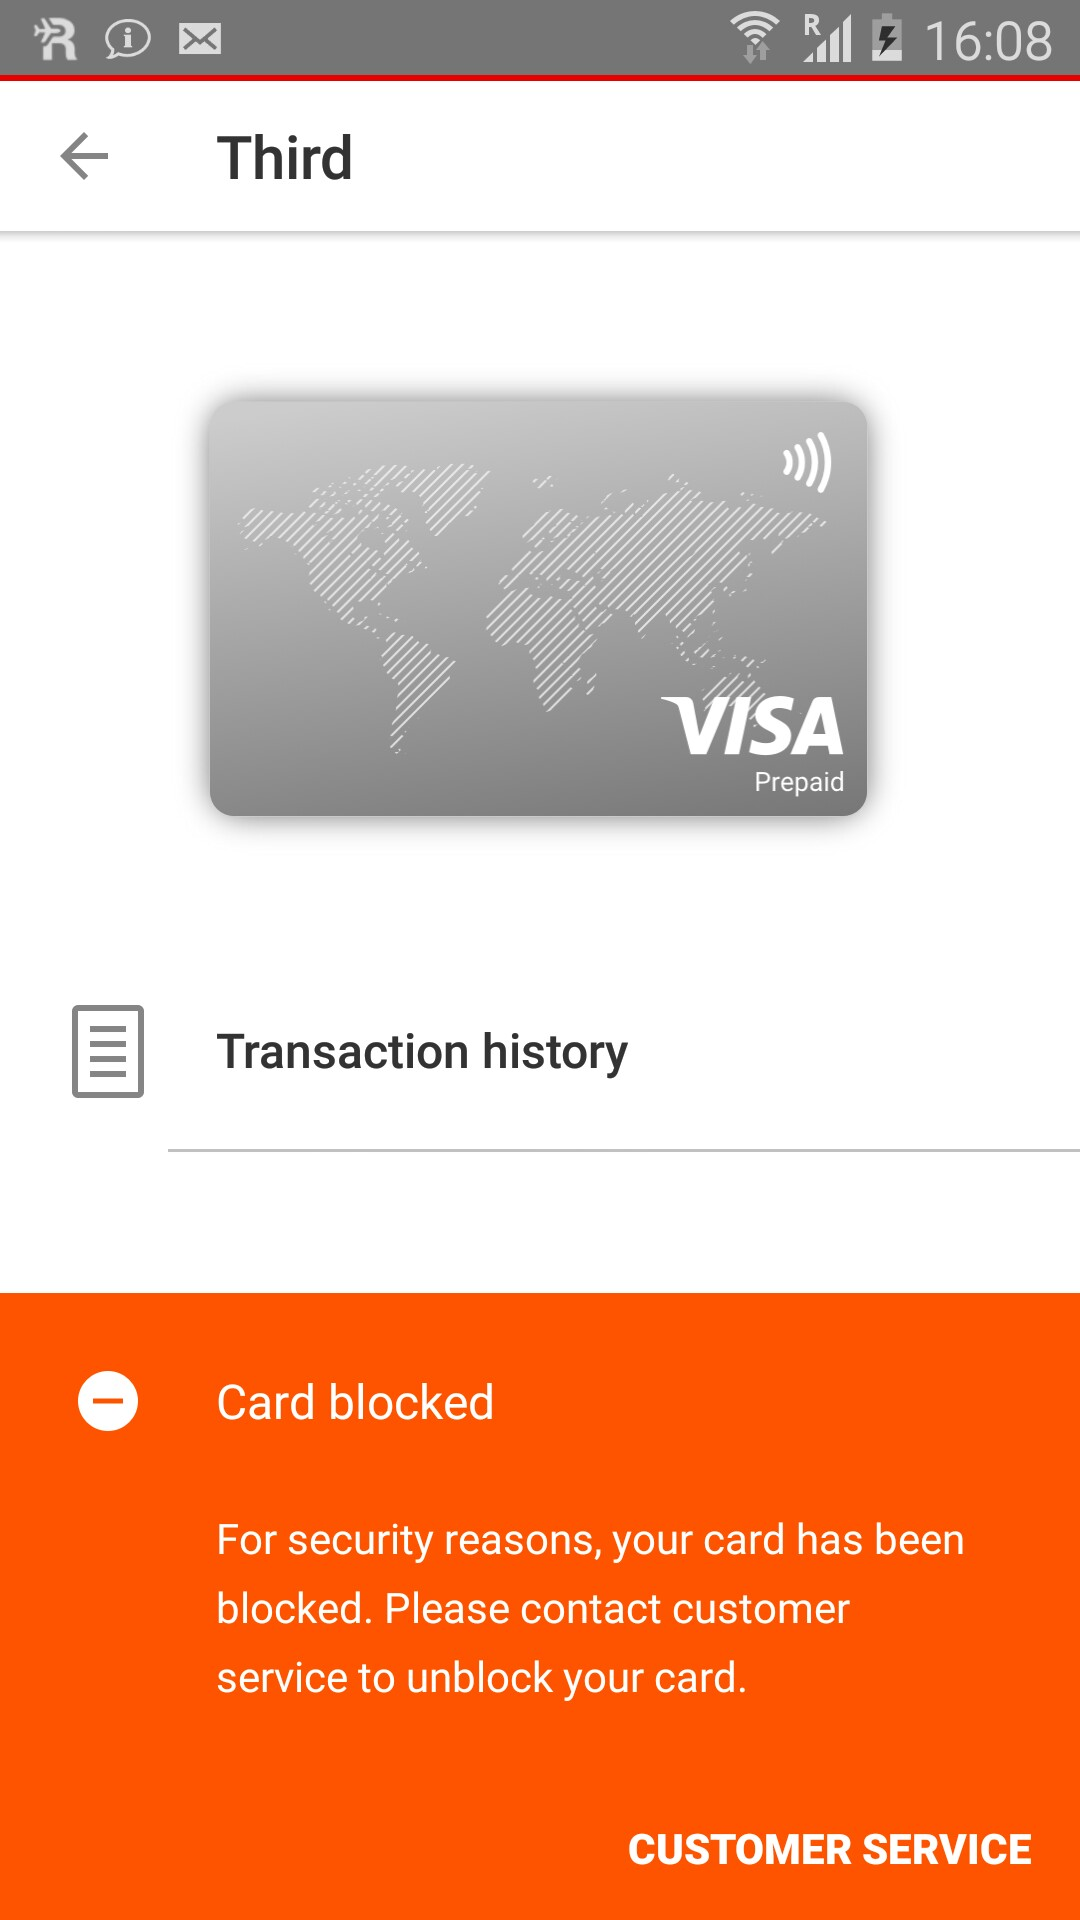 R
R
16:08
Third
VISA
Prepaid
Transaction history
Card blocked
For security reasons, your card has been
blocked. Please contact customer
service to unblock your card.
CUSTOMER SERVICE